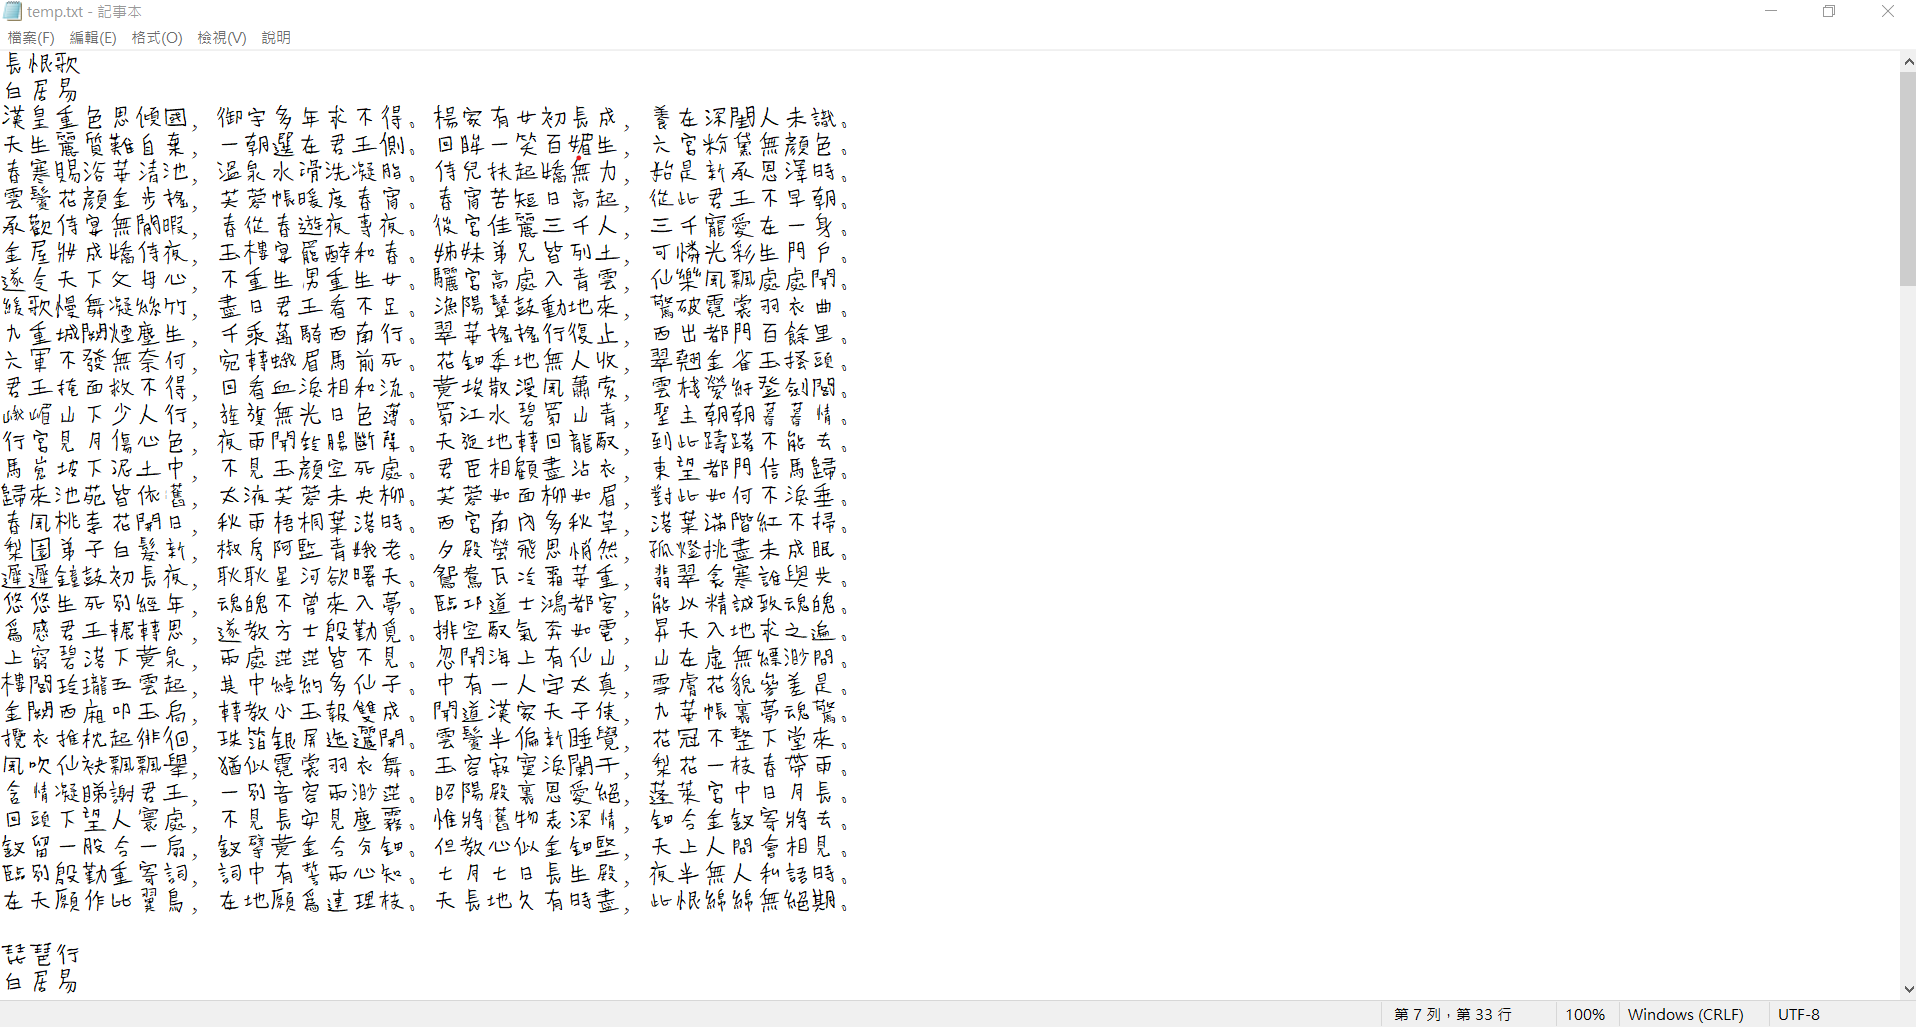 temp.txt - 記事本
檔案(F) 編輯(E) 格式(O) 檢視(V) 說明
長恨歌
白居易
漢皇重色思傾國，御宇多年求不得。楊家有女初長成，養在深閨人未識。
天生麗質難自棄，一朝選在君王側。回眸一笑百媚生，六宮粉黛無顏色。
春寒賜浴華清池，溫泉水滑洗凝脂。侍兒扶起嬌無力，始是新承恩澤時。
雲鬢花顏金步搖，芙蓉帳暖度春宵。春宵苦短日高起，從此君王不早朝。
承歡侍宴無閒暇，春從春遊夜專夜。後宮佳麗三千人，三千寵愛在一身。
金屋妝成嬌侍夜，玉樓宴罷醉和春。姊妹弟兄皆列土，可憐光彩生門戶。
遂令天下父母心，不重生男重生女。驪宮高處入青雲，仙樂風飄處處聞。
緩歌慢舞凝絲竹，盡日君王看不足。漁陽鼙鼓動地來，驚破霓裳羽衣曲。
九重城闕煙塵生，千乘萬騎西南行。翠華搖搖行復止，西出都門百餘里。
六軍不發無奈何，宛轉蛾眉馬前死。花鈿委地無人收，翠翹金雀玉搔頭。
君王掩面救不得，回看血淚相和流。黃埃散漫風蕭索，雲棧縈紆登劍閣。
峨嵋山下少人行，旌旗無光日色薄。蜀江水碧蜀山青，聖主朝朝暮暮情。
行宮見月傷心色，夜雨聞鈴腸斷聲。天旋地轉回龍馭，到此躊躇不能去。
馬嵬坡下泥土中，不見玉顏空死處。君臣相顧盡沾衣，東望都門信馬歸。
歸來池苑皆依舊，太液芙蓉未央柳。芙蓉如面柳如眉，對此如何不淚垂。
春風桃李花開日，秋雨梧桐葉落時。西宮南內多秋草，落葉滿階紅不掃。
梨園弟子白髮新，椒房阿監青娥老。夕殿螢飛思悄然，孤燈挑盡未成眠。
遲遲鐘鼓初長夜，耿耿星河欲曙天。鴛鴦瓦冷霜華重，翡翠衾寒誰與共。
悠悠生死別經年，魂魄不曾來入夢。臨邛道士鴻都客，能以精誠致魂魄。
為感君王輾轉思，遂教方士殷勤覓。排空馭氣奔如電，昇天入地求之遍。
上窮碧落下黃泉，兩處茫茫皆不見。忽聞海上有仙山，山在虛無縹渺間。
樓閣玲瓏五雲起，其中綽約多仙子。中有一人字太真，雪膚花貌參差是。
金闕西廂叩玉扃，轉教小玉報雙成。聞道漢家天子使，九華帳裏夢魂驚。
攬衣推枕起徘徊，珠箔銀屏迤邐開。雲鬢半偏新睡覺，花冠不整下堂來。
風吹仙袂飄飄舉，猶似霓裳羽衣舞。玉容寂寞淚闌干，梨花一枝春帶雨。
含情凝睇謝君王，一別音容兩渺茫。昭陽殿裏恩愛絕，蓬萊宮中日月長。
回頭下望人寰處，不見長安見塵霧。惟將舊物表深情，鈿合金釵寄將去。
釵留一股合一扇，釵擘黃金合分鈿。但教心似金鈿堅，天上人間會相見。
臨別殷勤重寄詞，詞中有誓兩心知。七月七日長生殿，夜半無人私語時。
在天願作比翼鳥，在地願為連理枝。天長地久有時盡，此恨綿綿無絕期。
琵琶行
白居易
第 7 列，第 33 行 100% Windows (CRLF) UTF-8